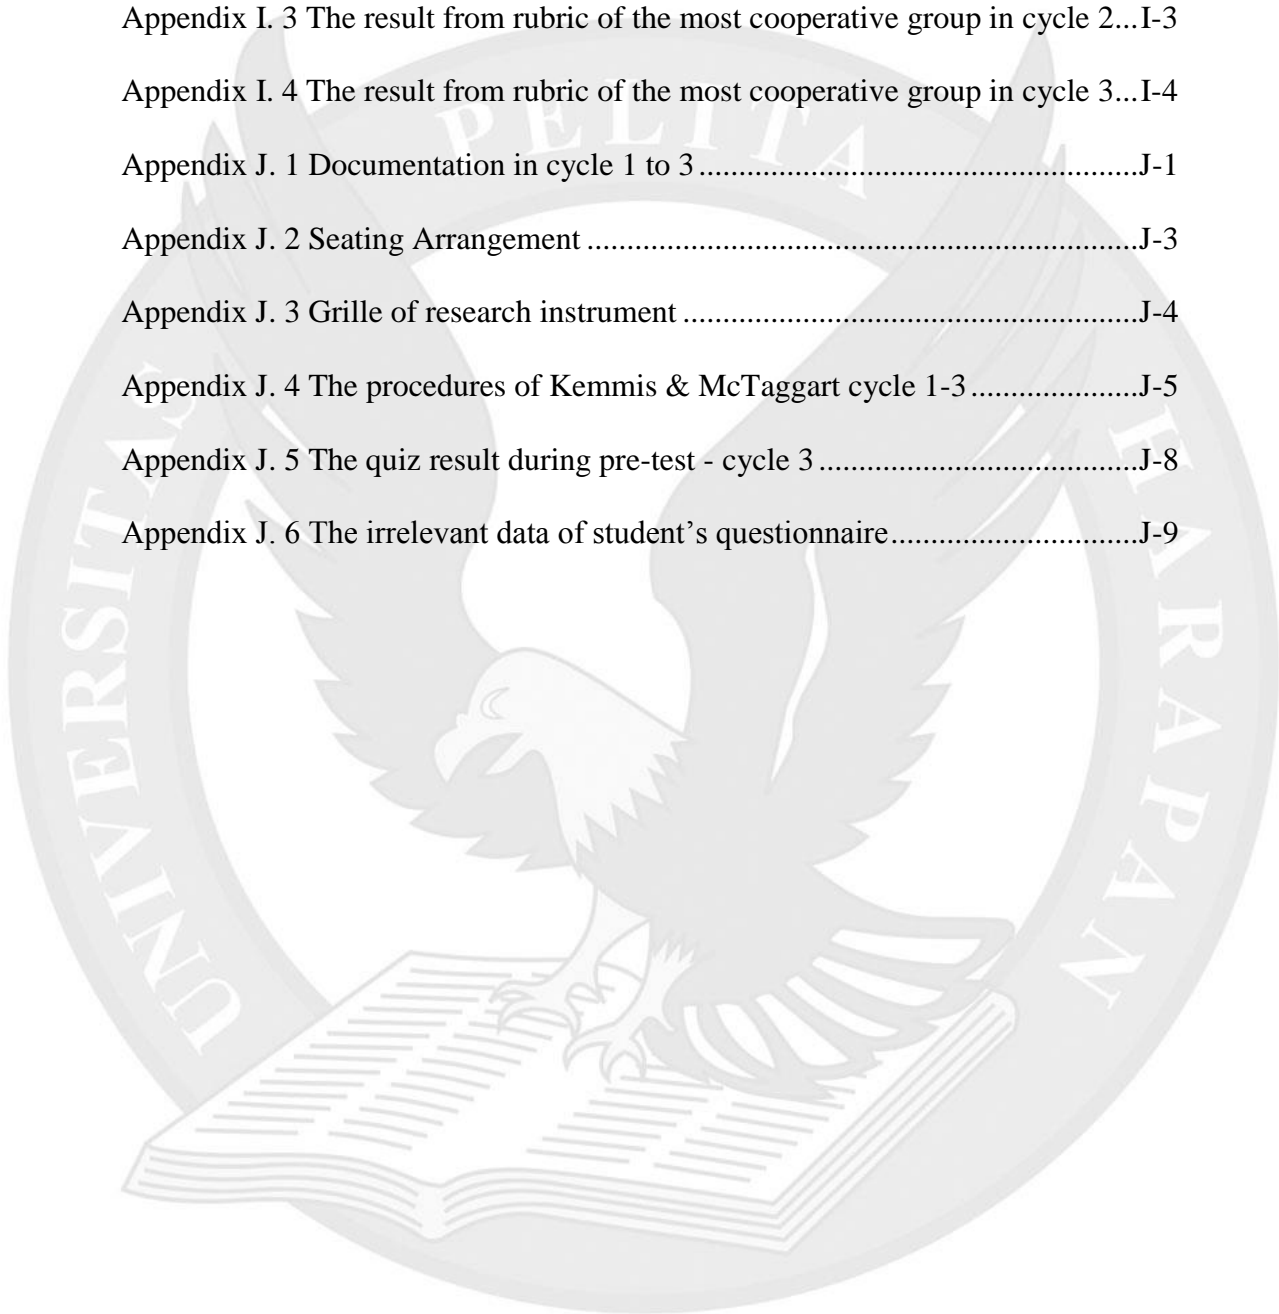 Appendix I. 3 The result from rubric of the most cooperative group in cycle 2...I-3
Appendix I. 4 The result from rubric of the most cooperative group in cycle 3...I-4
Appendix J. 1 Documentation in cycle 1 to 3.....................................................J-1
Appendix J. 2 Seating Arrangement.................................................................J-3
Appendix J. 3 Grille of research instrument......................................................J-4
Appendix J. 4 The procedures of Kemmis & McTaggart cycle 1-3....................J-5
Appendix J. 5 The quiz result during pre-test - cycle 3......................................J-8
Appendix J. 6 The irrelevant data of student’s questionnaire.............................J-9
UNIVERSITAS PELITA HARAPAN